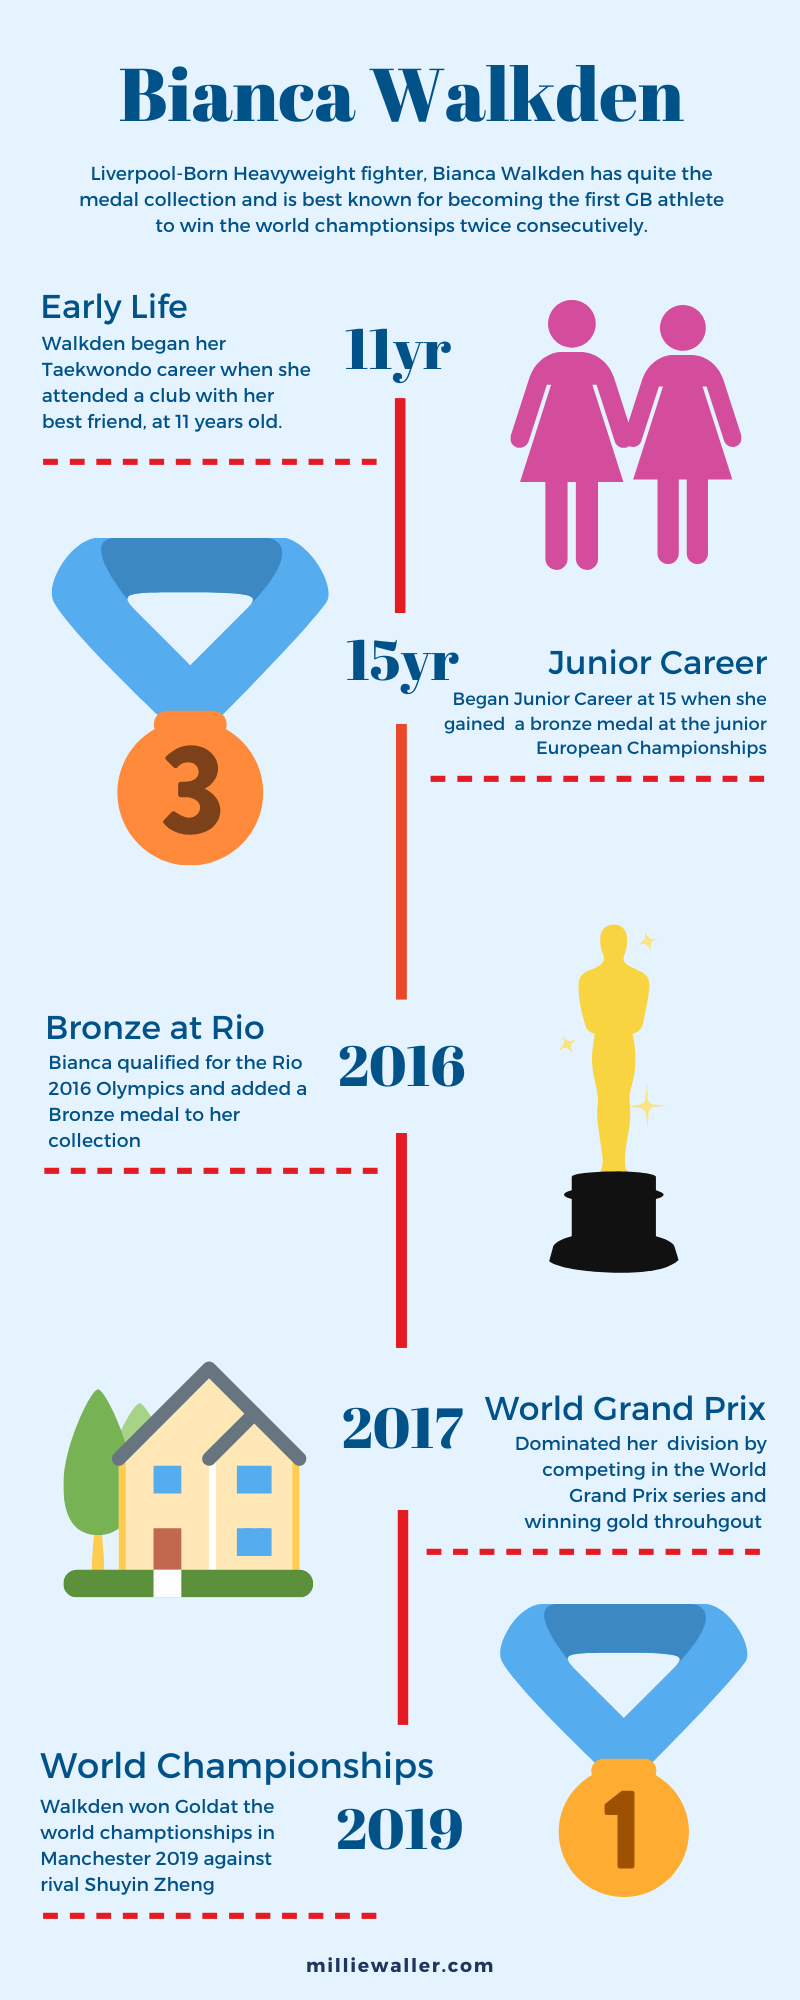 Bianca Walkden
Liverpool-Born Heavyweight fighter, Bianca Walkden has quite the
medal collection and is best known for becoming the first GB athlete
to win the world champtionsips twice consecutively.
Early Life
Walkden began her
Taekwondo career when she
attended a club with her
best friend, at 11 years old.
11yr
3
15yr
Junior Career
Began Junior Career at 15 when she
gained a bronze medal at the junior
European Championships
Bronze at Rio
Bianca qualified for the Rio
2016 Olympics and added a
Bronze medal to her
collection
2016
2017
World Grand Prix
Dominated her division by
competing in the World
Grand Prix series and
winning gold throuhgout
World Championships
Walkden won Goldat the
world champtionships in
Manchester 2019 against
rival Shuyin Zheng
2019
1
milliewaller.com